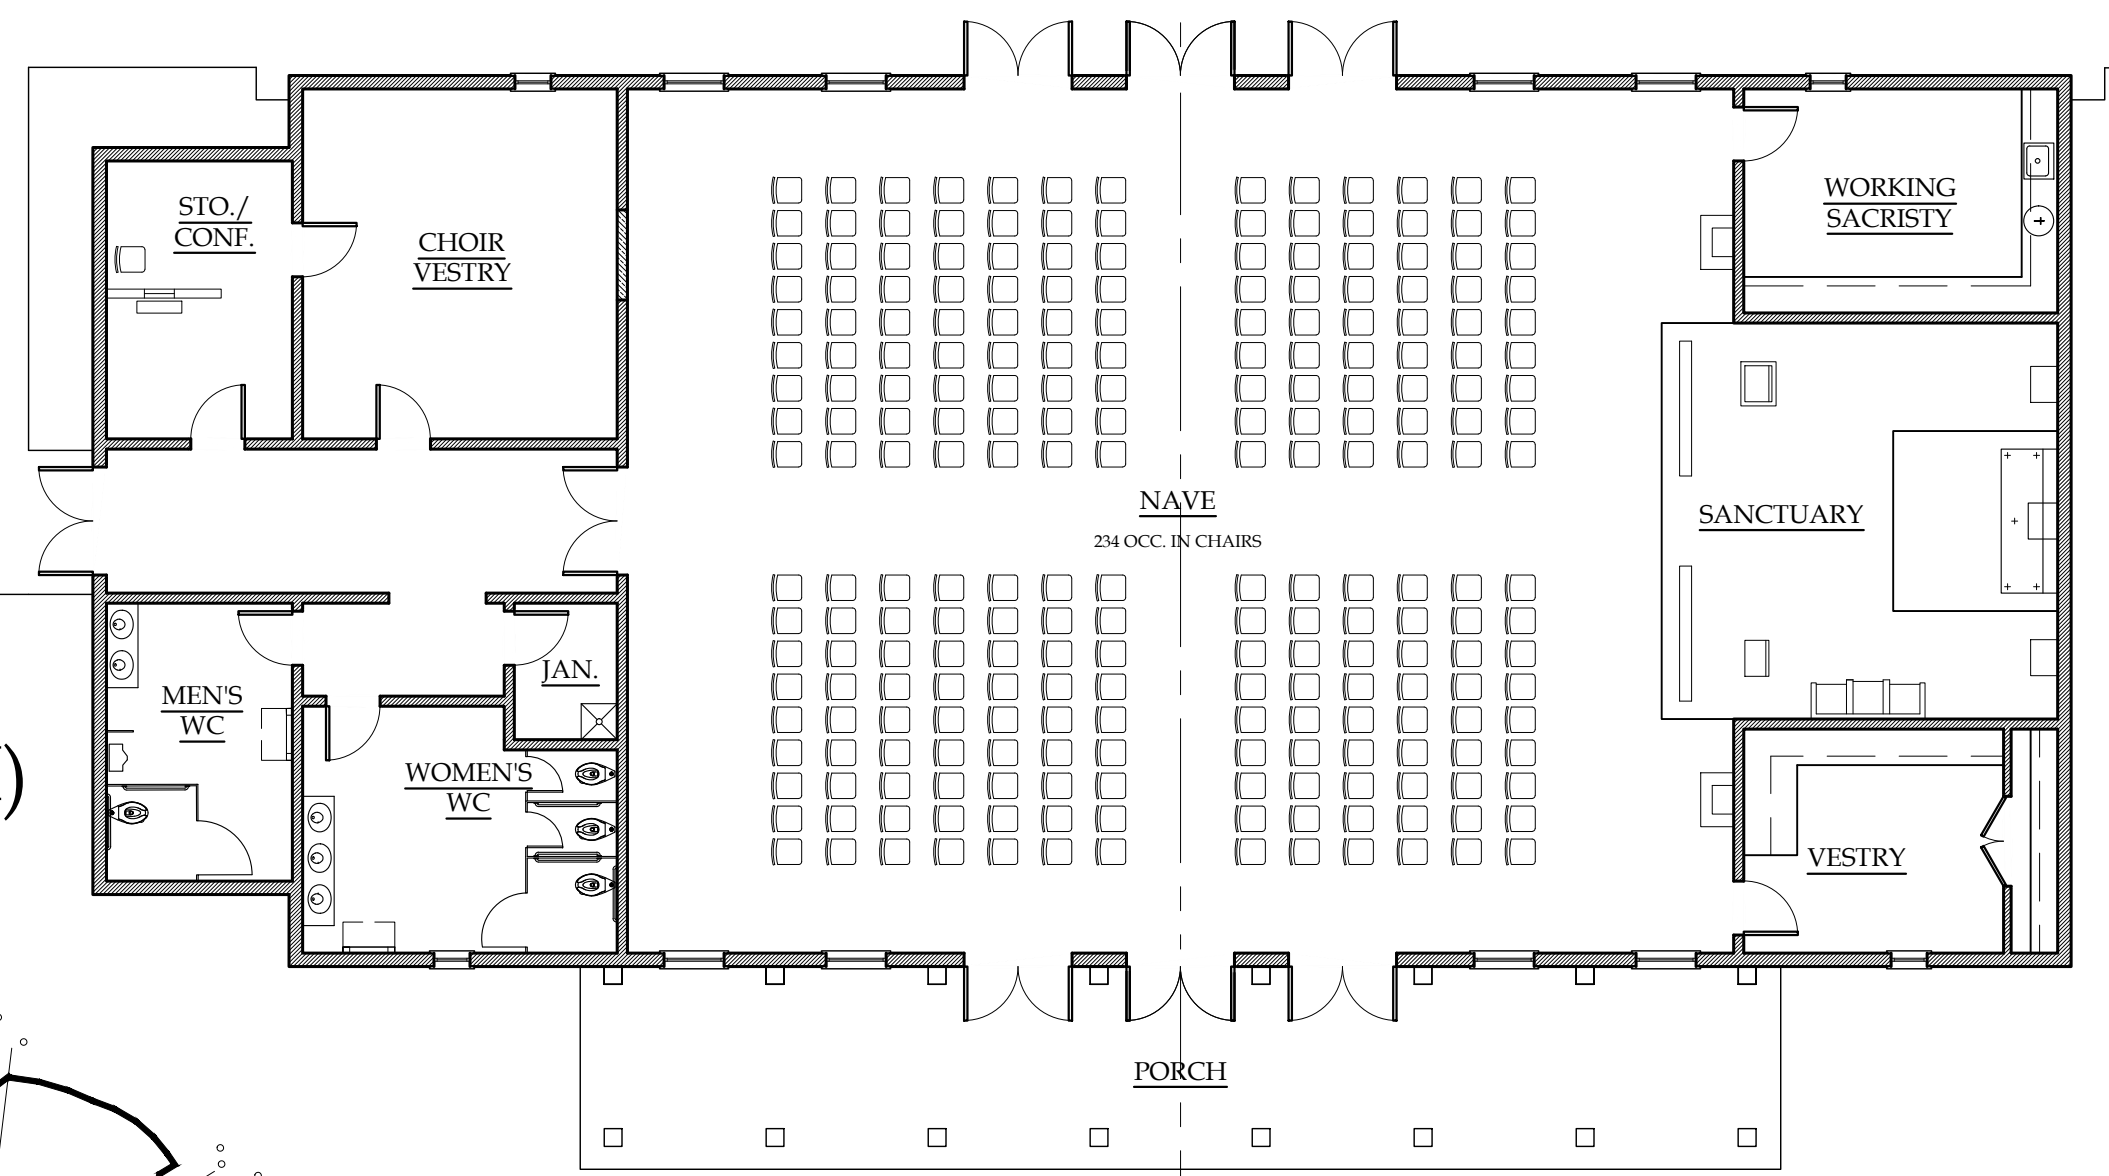 STO./
CONF.
CHOIR
VESTRY
WORKING
SACRISTY
NAVE
234 OCC. IN CHAIRS
SANCTUARY
MEN'S
WC
JAN.
WOMEN'S
WC
VESTRY
PORCH
)